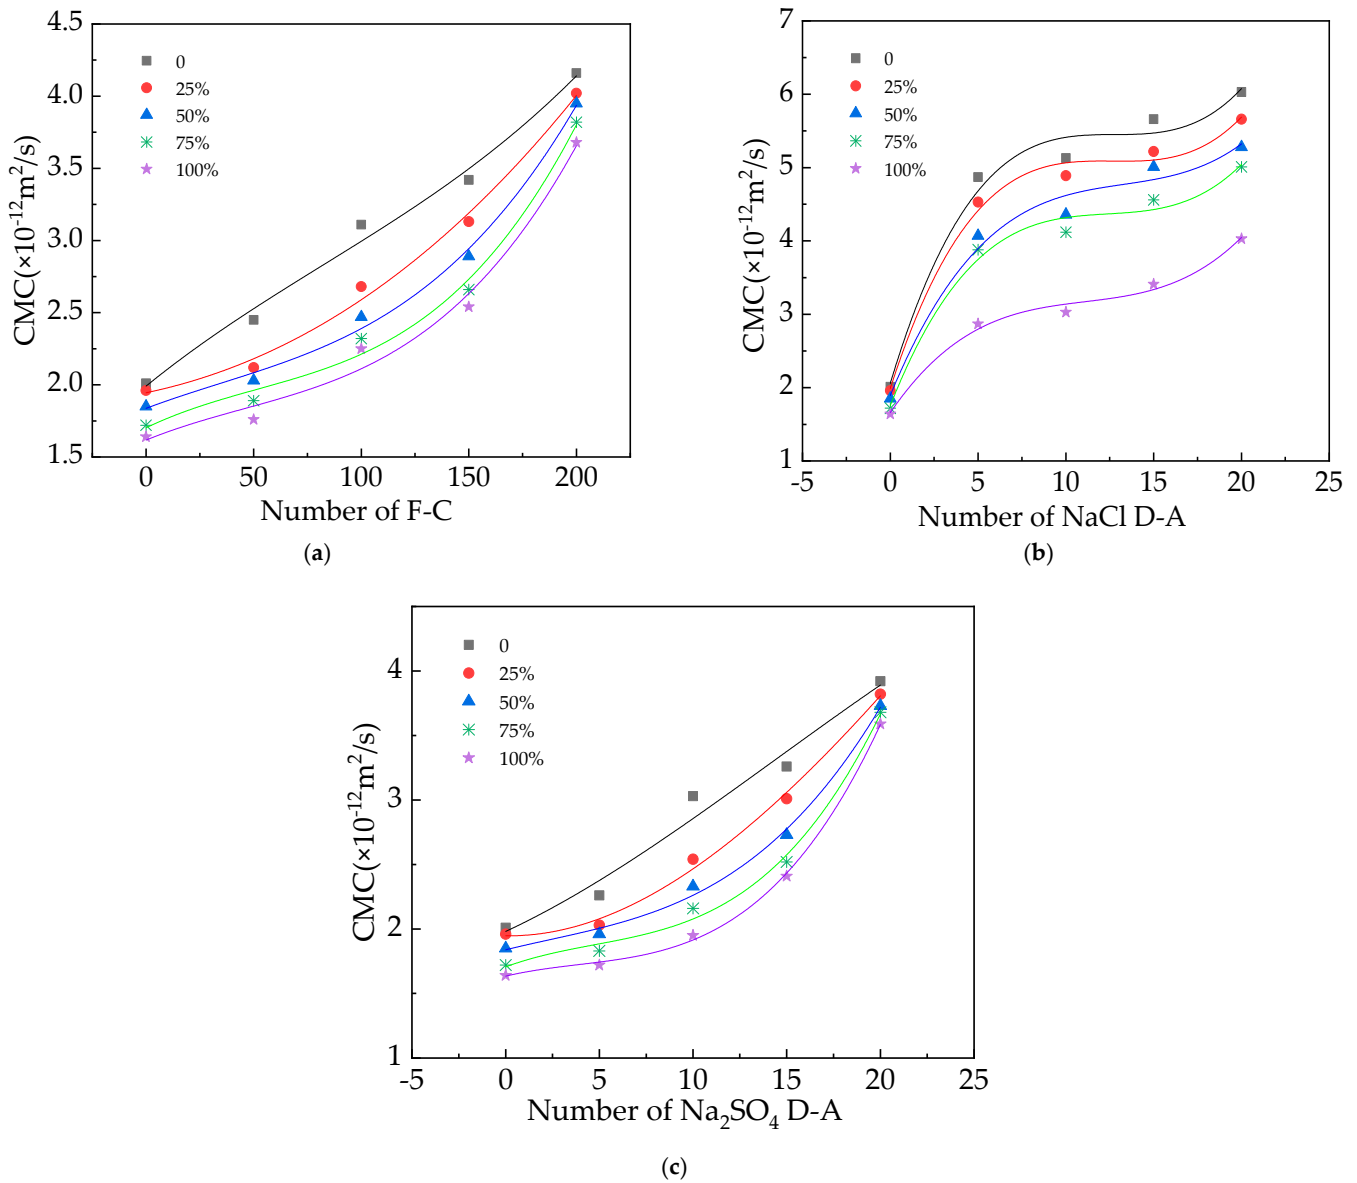 4.5
4.0
3.5
3.0
2.5
2.0
1.5
CMC(×10⁻¹²m²/s)
0
25%
50%
75%
100%
0 50 100 150 200
Number of F-C
(a)
7
6
5
4
3
2
1
CMC(×10⁻¹²m²/s)
0
25%
50%
75%
100%
-5 0 5 10 15 20 25
Number of NaCl D-A
(b)
4
3
2
1
CMC(×10⁻¹²m²/s)
0
25%
50%
75%
100%
-5 0 5 10 15 20 25
Number of Na₂SO₄ D-A
(c)